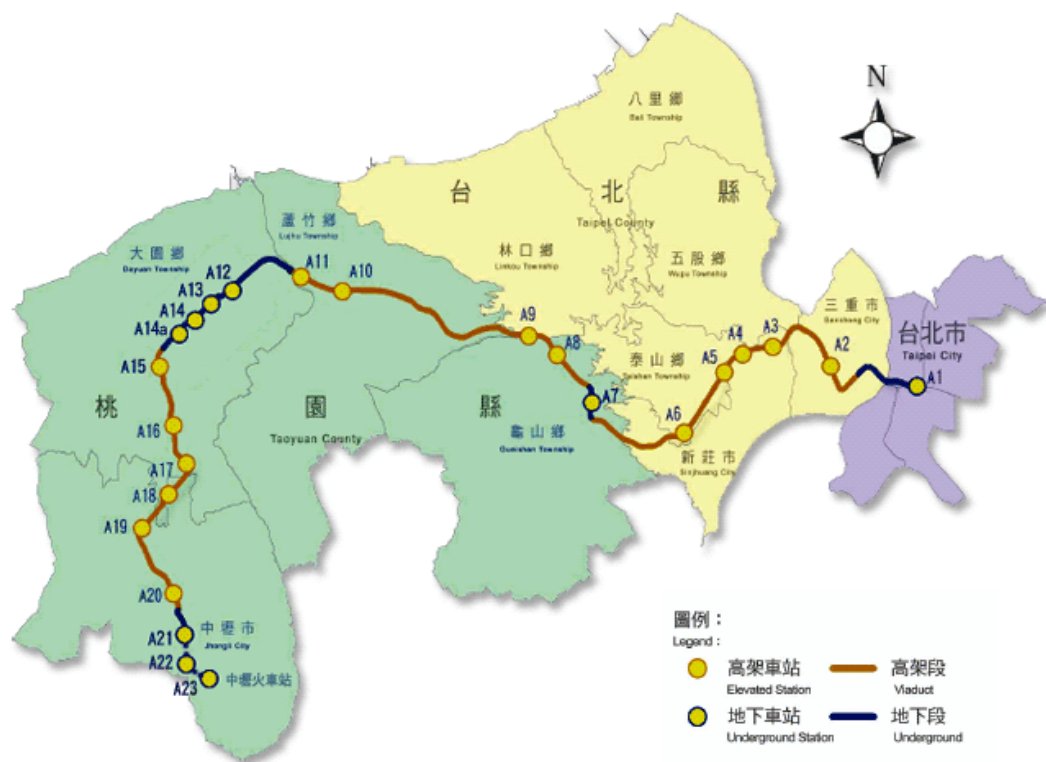 N
八里鄉
Bali Township
台北縣
Taipei County
蘆竹鄉
Lujhu Township
大園鄉
Dayuan Township
林口鄉
Linkou Township
五股鄉
Wugu Township
三重市
Sanchong City
台北市
Taipei City
泰山鄉
Taishan Township
桃園縣
Taoyuan County
龜山鄉
Gueishan Township
新莊市
Sinjhuang City
中壢市
Jhongli City
中壢火車站
A1
A2
A3
A4
A5
A6
A7
A8
A9
A10
A11
A12
A13
A14
A14a
A15
A16
A17
A18
A19
A20
A21
A22
A23
圖例：
Legend :
高架車站
Elevated Station
高架段
Viaduct
地下車站
Underground Station
地下段
Underground